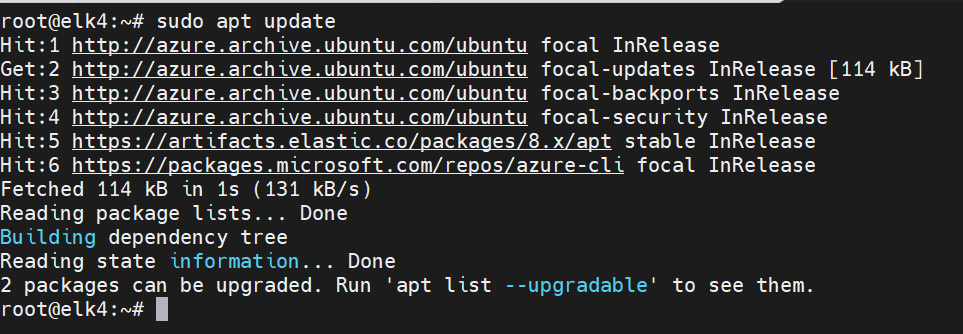 root@elk4:~# sudo apt update
Hit:1 http://azure.archive.ubuntu.com/ubuntu focal InRelease
Get:2 http://azure.archive.ubuntu.com/ubuntu focal-updates InRelease [114 kB]
Hit:3 http://azure.archive.ubuntu.com/ubuntu focal-backports InRelease
Hit:4 http://azure.archive.ubuntu.com/ubuntu focal-security InRelease
Hit:5 https://artifacts.elastic.co/packages/8.x/apt stable InRelease
Hit:6 https://packages.microsoft.com/repos/azure-cli focal InRelease
Fetched 114 kB in 1s (131 kB/s)
Reading package lists... Done
Building dependency tree
Reading state information... Done
2 packages can be upgraded. Run 'apt list --upgradable' to see them.
root@elk4:~#